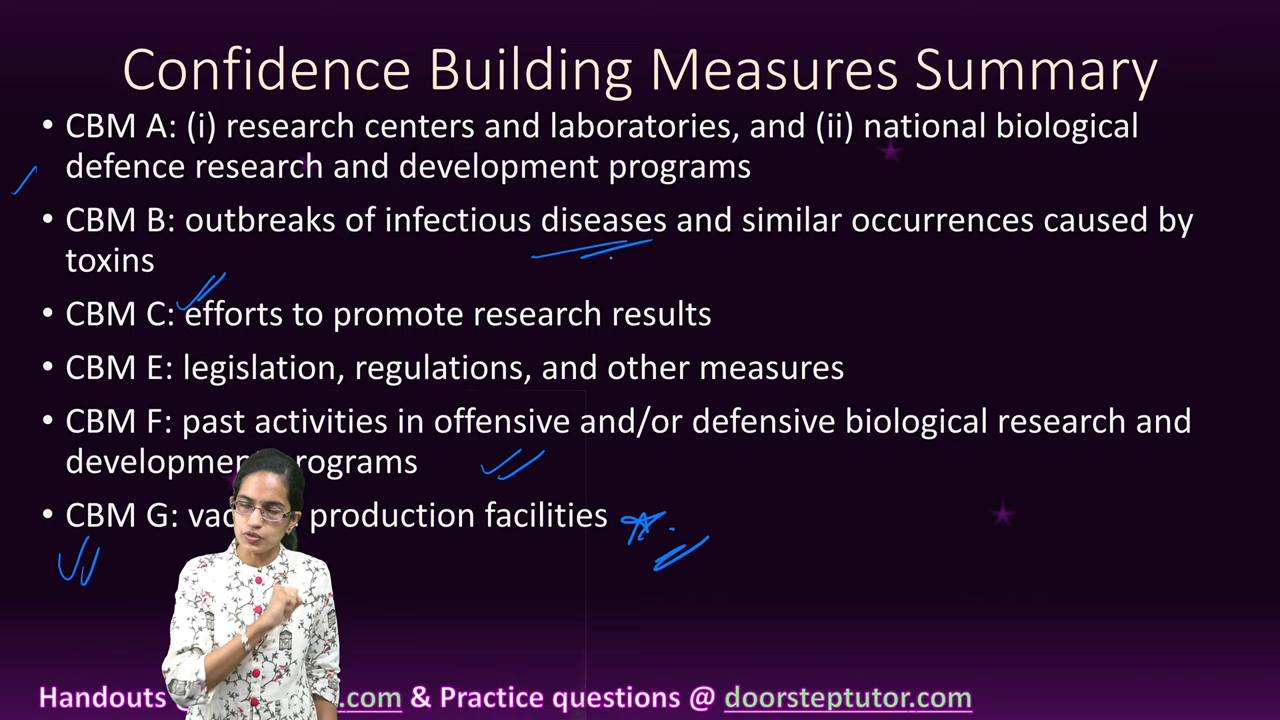 Confidence Building Measures Summary
• CBM A: (i) research centers and laboratories, and (ii) national biological
defence research and development programs
• CBM B: outbreaks of infectious diseases and similar occurrences caused by
toxins
• CBM C: efforts to promote research results
• CBM E: legislation, regulations, and other measures
• CBM F: past activities in offensive and/or defensive biological research and
development programs
• CBM G: production facilities
Handouts .com & Practice questions @ doorsteptutor.com